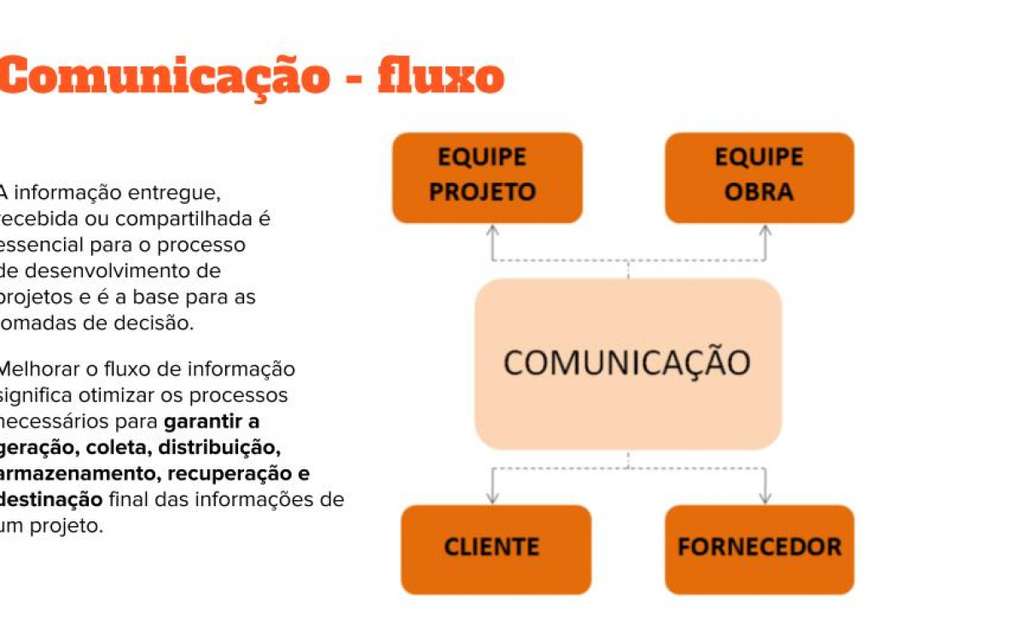 Comunicação - fluxo
A informação entregue,
recebida ou compartilhada é
essencial para o processo
de desenvolvimento de
projetos e é a base para as
tomadas de decisão.
Melhorar o fluxo de informação
significa otimizar os processos
necessários para garantir a
geração, coleta, distribuição,
armazenamento, recuperação e
destinação final das informações de
um projeto.
EQUIPE
PROJETO
EQUIPE
OBRA
COMUNICAÇÃO
CLIENTE
FORNECEDOR